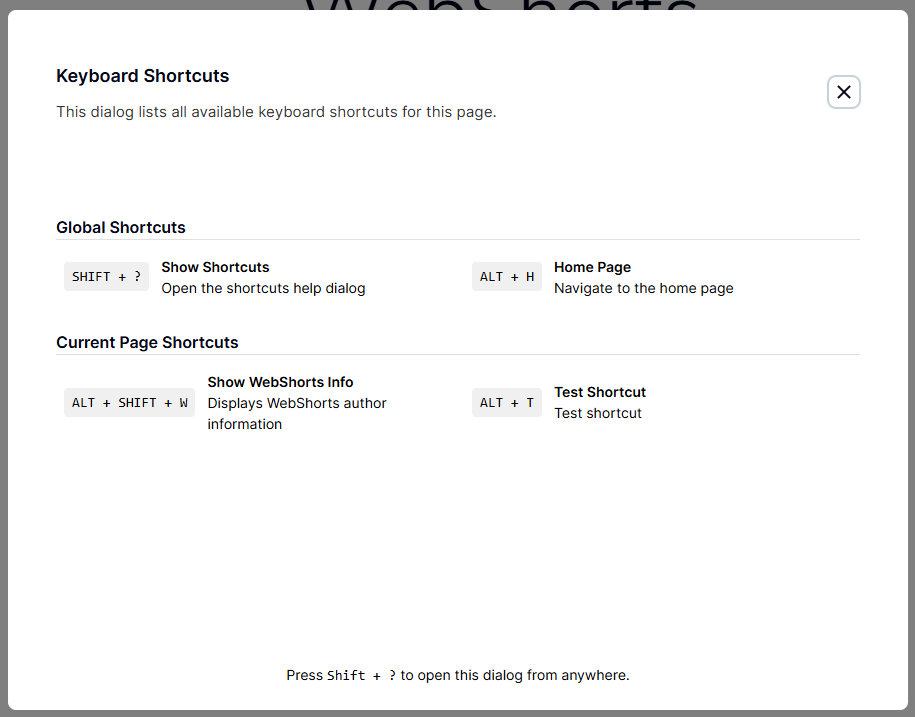 WebShorts
Keyboard Shortcuts
This dialog lists all available keyboard shortcuts for this page.
Global Shortcuts
SHIFT + ?
Show Shortcuts
Open the shortcuts help dialog
ALT + H
Home Page
Navigate to the home page
Current Page Shortcuts
ALT + SHIFT + W
Show WebShorts Info
Displays WebShorts author
information
ALT + T
Test Shortcut
Test shortcut
Press Shift + ? to open this dialog from anywhere.